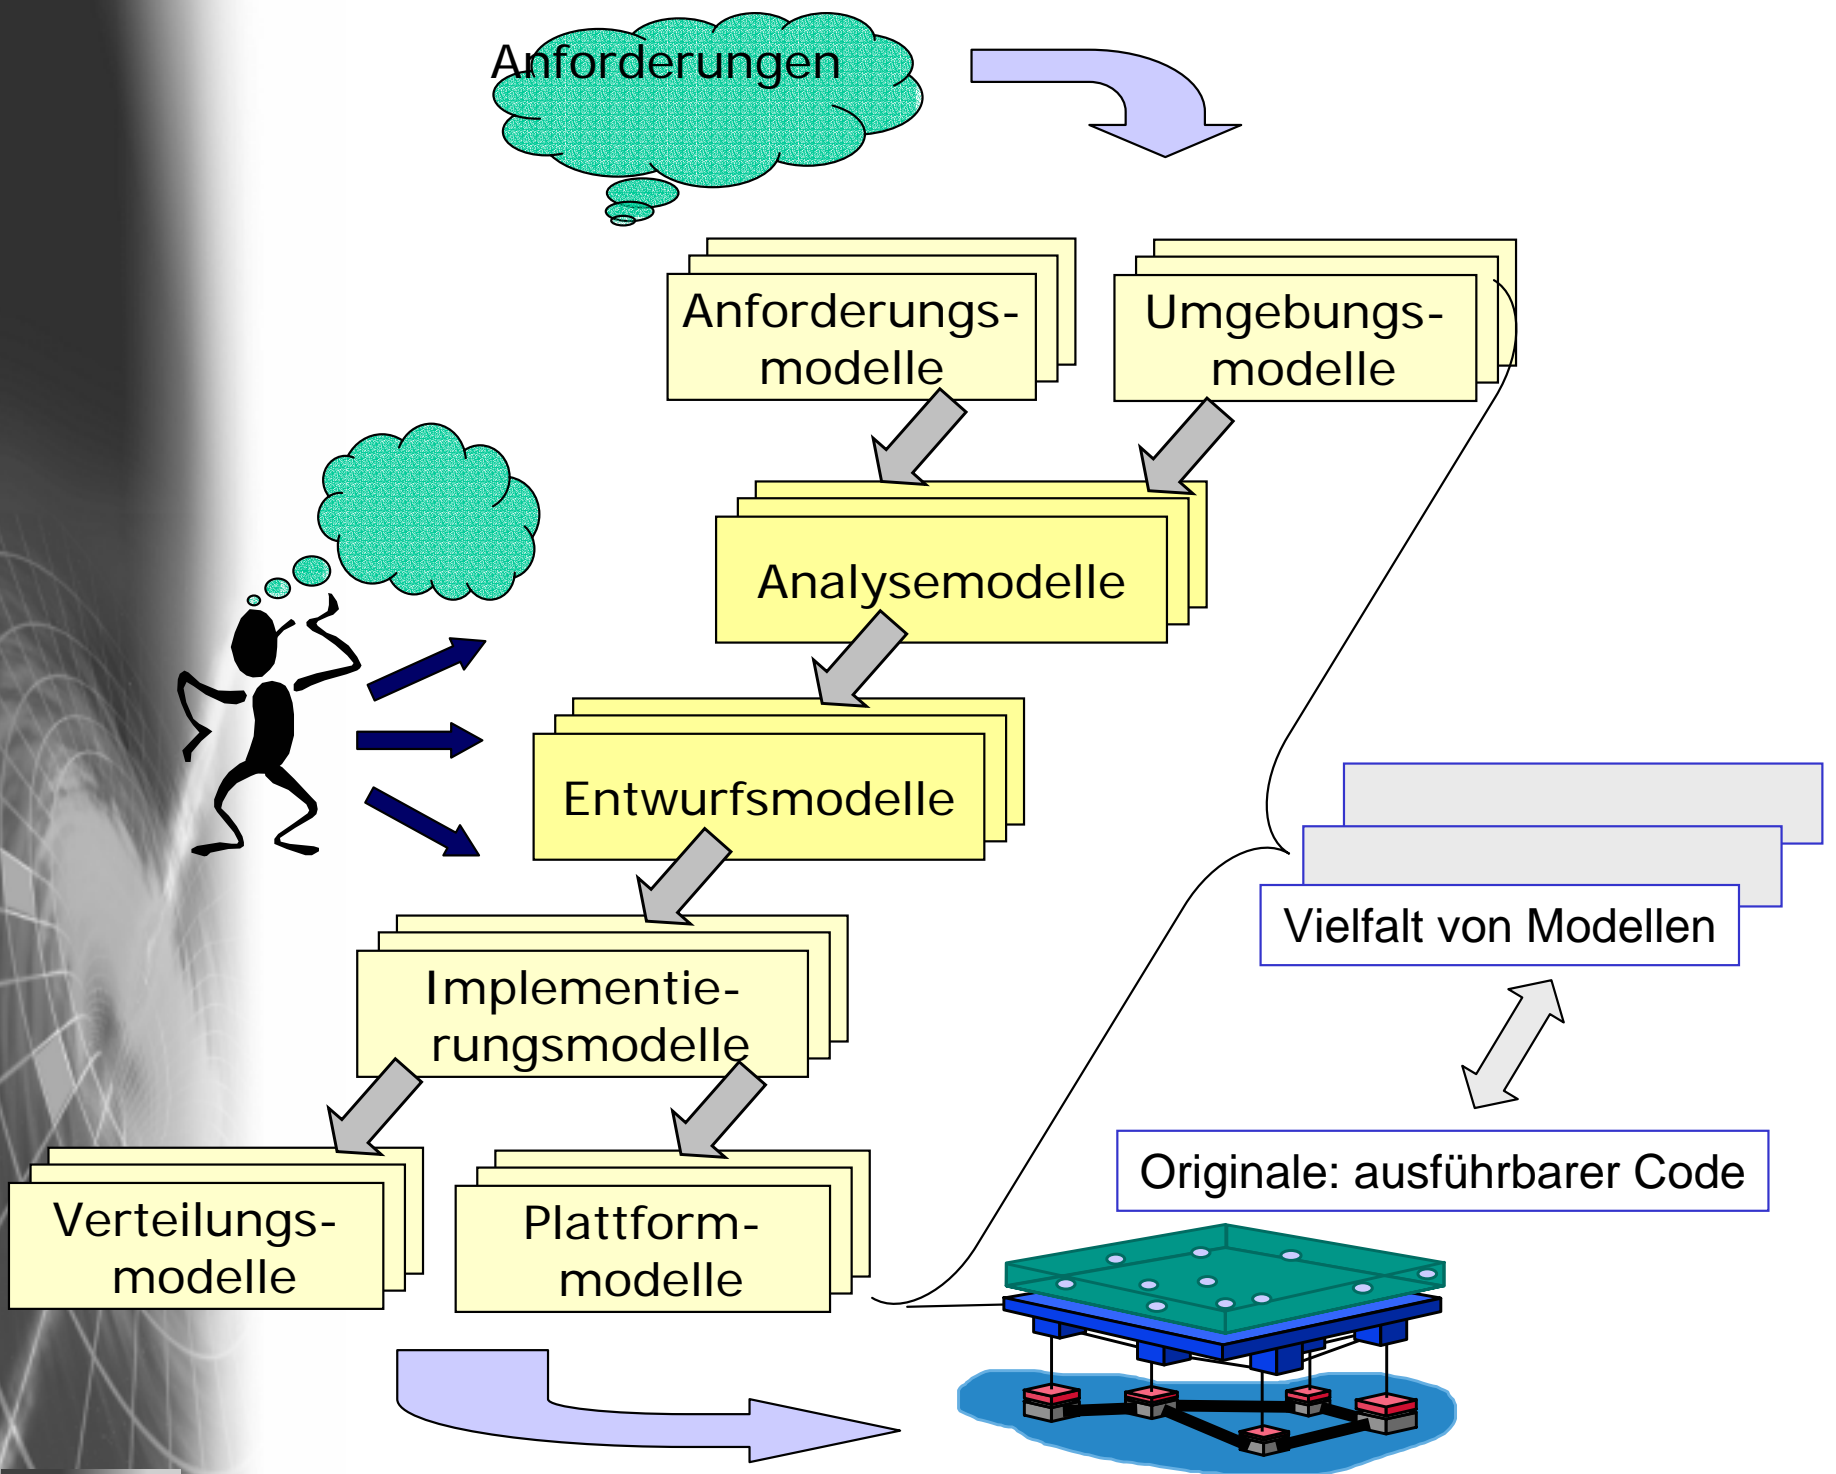 Anforderungen
Anforderungs-
modelle
Umgebungs-
modelle
Analysemodelle
Entwurfsmodelle
Vielfalt von Modellen
Implementie-
rungsmodelle
Originale: ausführbarer Code
Verteilungs-
modelle
Plattform-
modelle